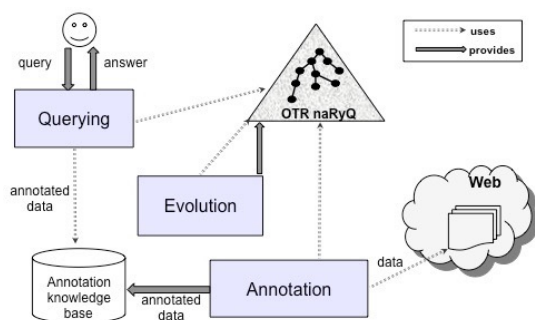 uses
provides
query
answer
Querying
OTR naRyQ
annotated
data
Evolution
Web
data
Annotation
knowledge
base
annotated
data
Annotation